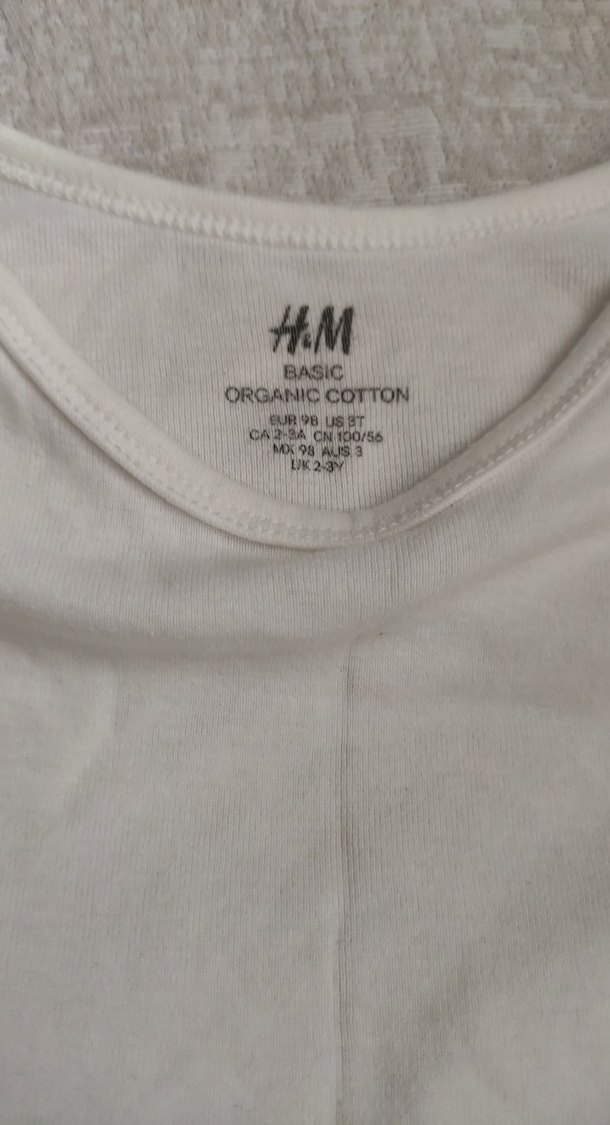 H&M
BASIC
ORGANIC COTTON
EUR 98 US 3T
CA 2-3A CN 100/56
MX 98 AUS 3
UK 2-3Y